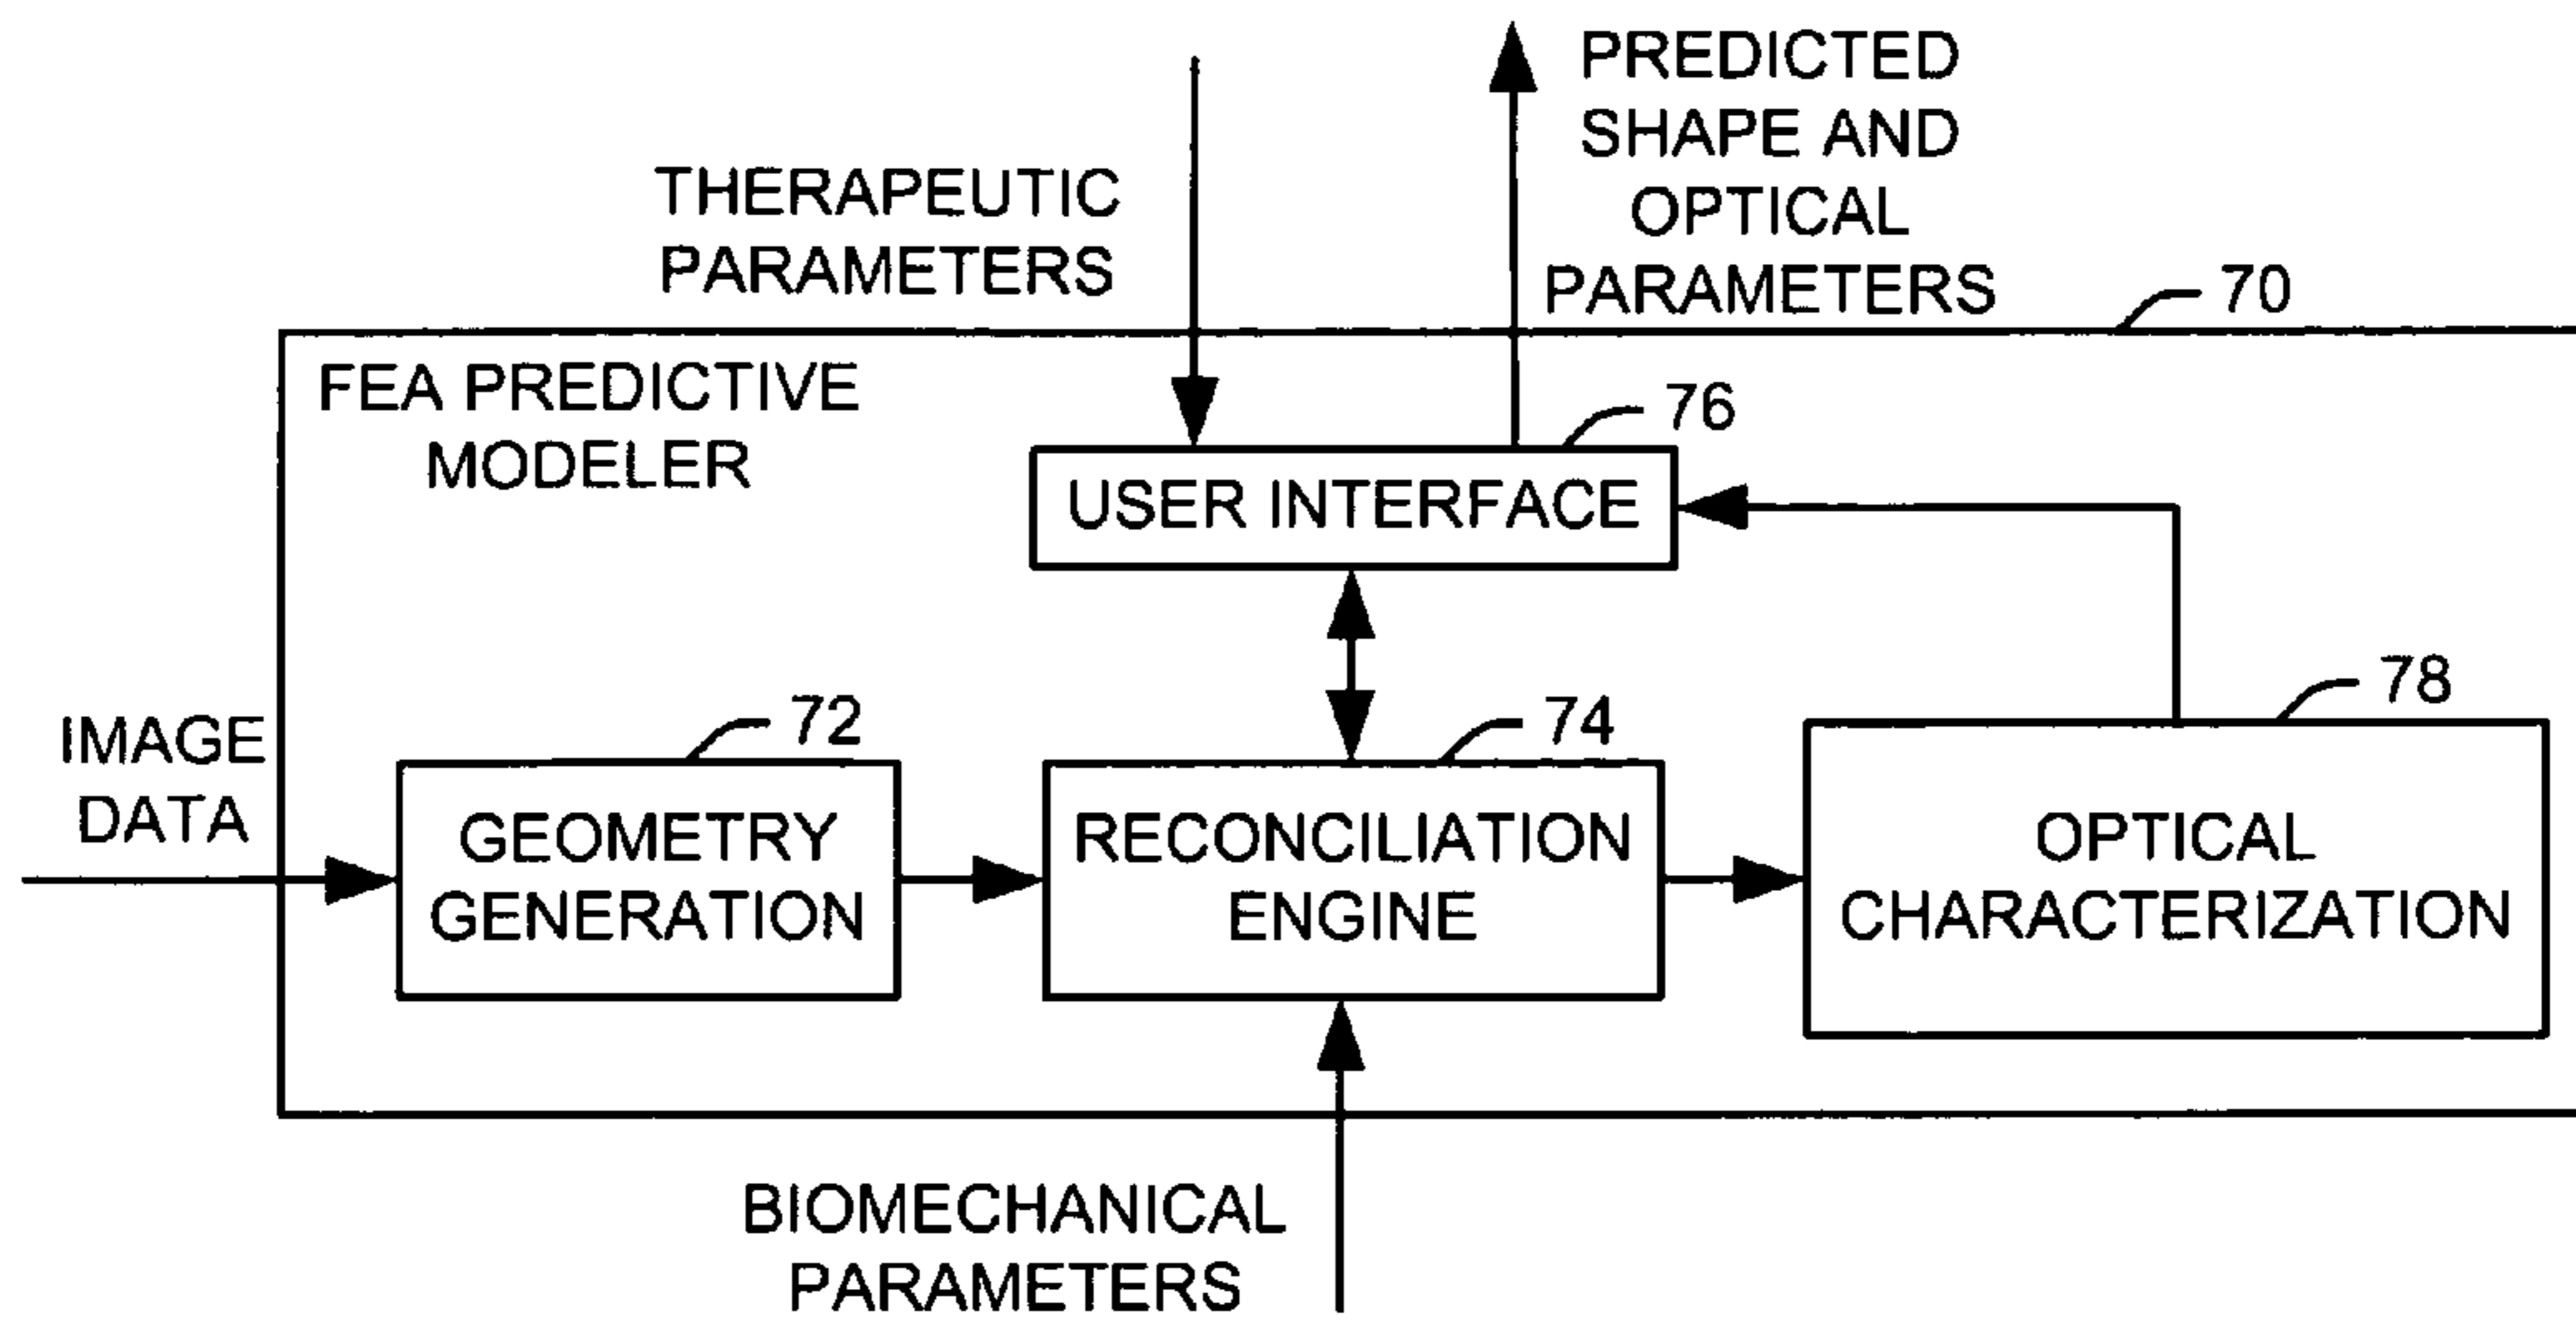 PREDICTED
SHAPE AND
OPTICAL
PARAMETERS
THERAPEUTIC
PARAMETERS
70
FEA PREDICTIVE
MODELER
76
USER INTERFACE
IMAGE
DATA
72
GEOMETRY
GENERATION
74
RECONCILIATION
ENGINE
78
OPTICAL
CHARACTERIZATION
BIOMECHANICAL
PARAMETERS